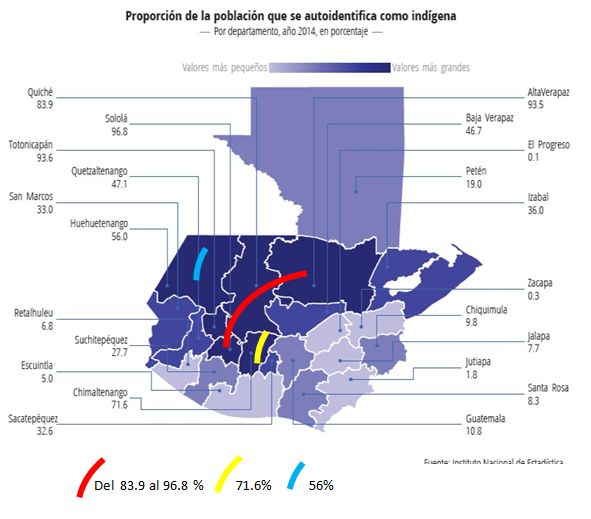 Proporción de la población que se autoidentifica como indígena
— Por departamento, año 2014, en porcentaje —
Valores más pequeños Valores más grandes
Quiché
83.9
Sololá
96.8
Totonicapán
93.6
Quetzaltenango
47.1
San Marcos
33.0
Huehuetenango
56.0
Retalhuleu
6.8
Suchitepéquez
27.7
Escuintla
5.0
Chimaltenango
71.6
Sacatepéquez
32.6
AltaVerapaz
93.5
Baja Verapaz
46.7
El Progreso
0.1
Petén
19.0
Izabal
36.0
Zacapa
0.3
Chiquimula
9.8
Jalapa
7.7
Jutiapa
1.8
Santa Rosa
8.3
Guatemala
10.8
Fuente: Instituto Nacional de Estadística
Del 83.9 al 96.8 % 71.6% 56%